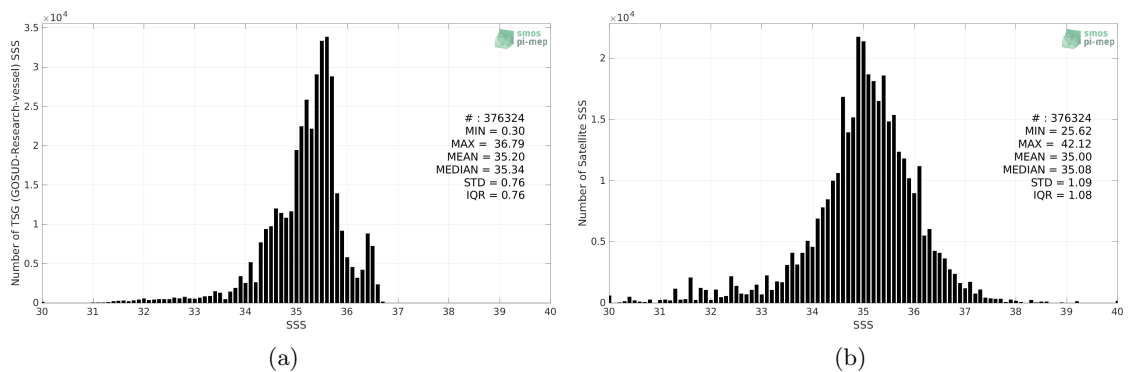 ×10⁴
3.5
3
2.5
2
1.5
1
0.5
0
30 31 32 33 34 35 36 37 38 39 40
SSS
Number of TSG (GOSUD-Research-vessel) SSS
smos
pi-mep
# : 376324
MIN = 0.30
MAX = 36.79
MEAN = 35.20
MEDIAN = 35.34
STD = 0.76
IQR = 0.76
(a)
×10⁴
2
1.5
1
0.5
0
30 31 32 33 34 35 36 37 38 39 40
SSS
Number of Satellite SSS
smos
pi-mep
# : 376324
MIN = 25.62
MAX = 42.12
MEAN = 35.00
MEDIAN = 35.08
STD = 1.09
IQR = 1.08
(b)